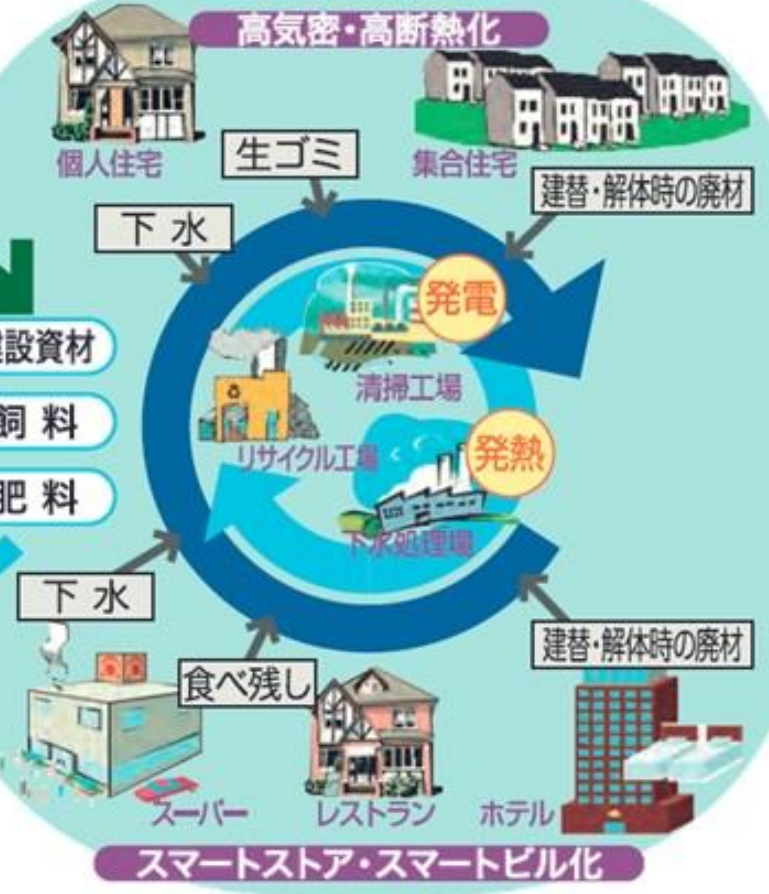 高気密・高断熱化
個人住宅
集合住宅
生ゴミ
建替・解体時の廃材
下水
発電
清掃工場
設資材
飼料
リサイクル工場
発熱
肥料
下水処理場
下水
建替・解体時の廃材
食べ残し
スーパー
レストラン
ホテル
スマートストア・スマートビル化